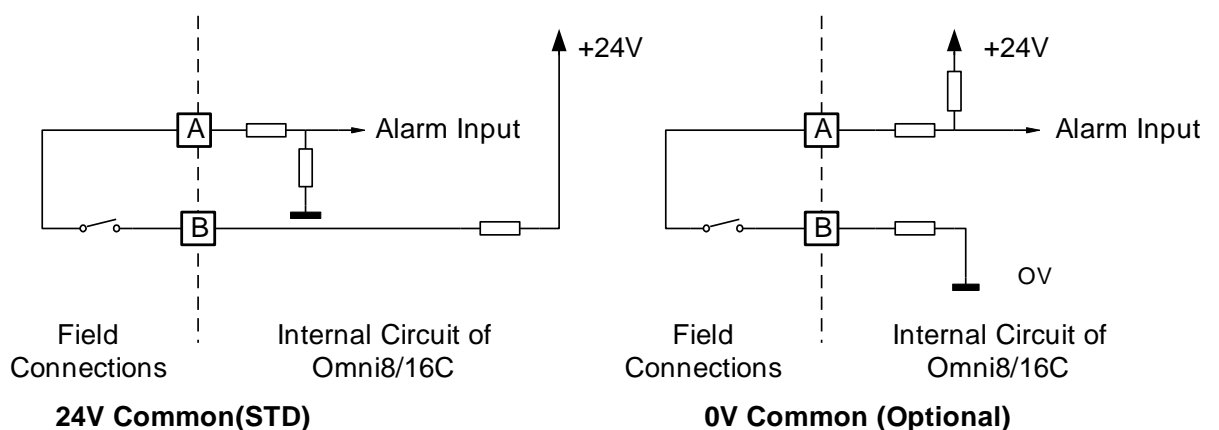 +24V
A
Alarm Input
B
Field
Connections
Internal Circuit of
Omni8/16C
24V Common(STD)
+24V
A
Alarm Input
B
OV
Field
Connections
Internal Circuit of
Omni8/16C
0V Common (Optional)